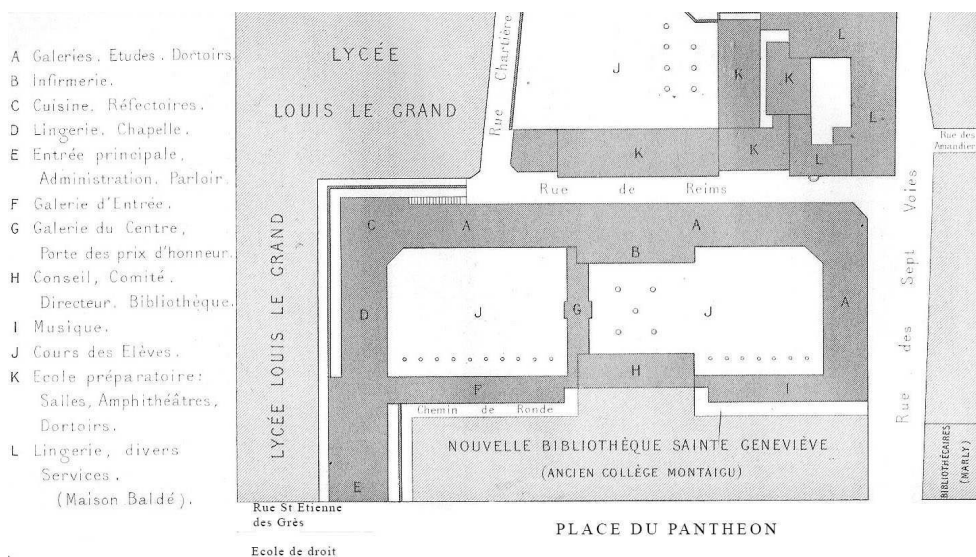 A Galeries. Etudes. Dortoirs
B Infirmerie.
C Cuisine. Réfectoires.
D Lingerie. Chapelle.
E Entrée principale,
Administration. Parloir.
F Galerie d'Entrée.
G Galerie du Centre,
Porte des prix d'honneur.
H Conseil, Comité.
Directeur. Bibliothèque.
I Musique.
J Cours des Elèves.
K Ecole préparatoire:
Salles, Amphithéâtres,
Dortoirs.
L Lingerie, divers
Services.
(Maison Baldé).
LYCÉE
LOUIS LE GRAND
Rue Chartière
J
K
K
L
L
K
K
L
Rue des
Amandiers
Rue de Reims
Rue des Sept Voies
LYCÉE LOUIS LE GRAND
C
A
A
B
D
J
G
J
A
F
H
I
Chemin de Ronde
NOUVELLE BIBLIOTHÈQUE SAINTE GENEVIÈVE
(ANCIEN COLLÈGE MONTAIGU)
BIBLIOTHÉCAIRES
(MARLY)
E
Rue St Etienne
des Grès
PLACE DU PANTHEON
Ecole de droit